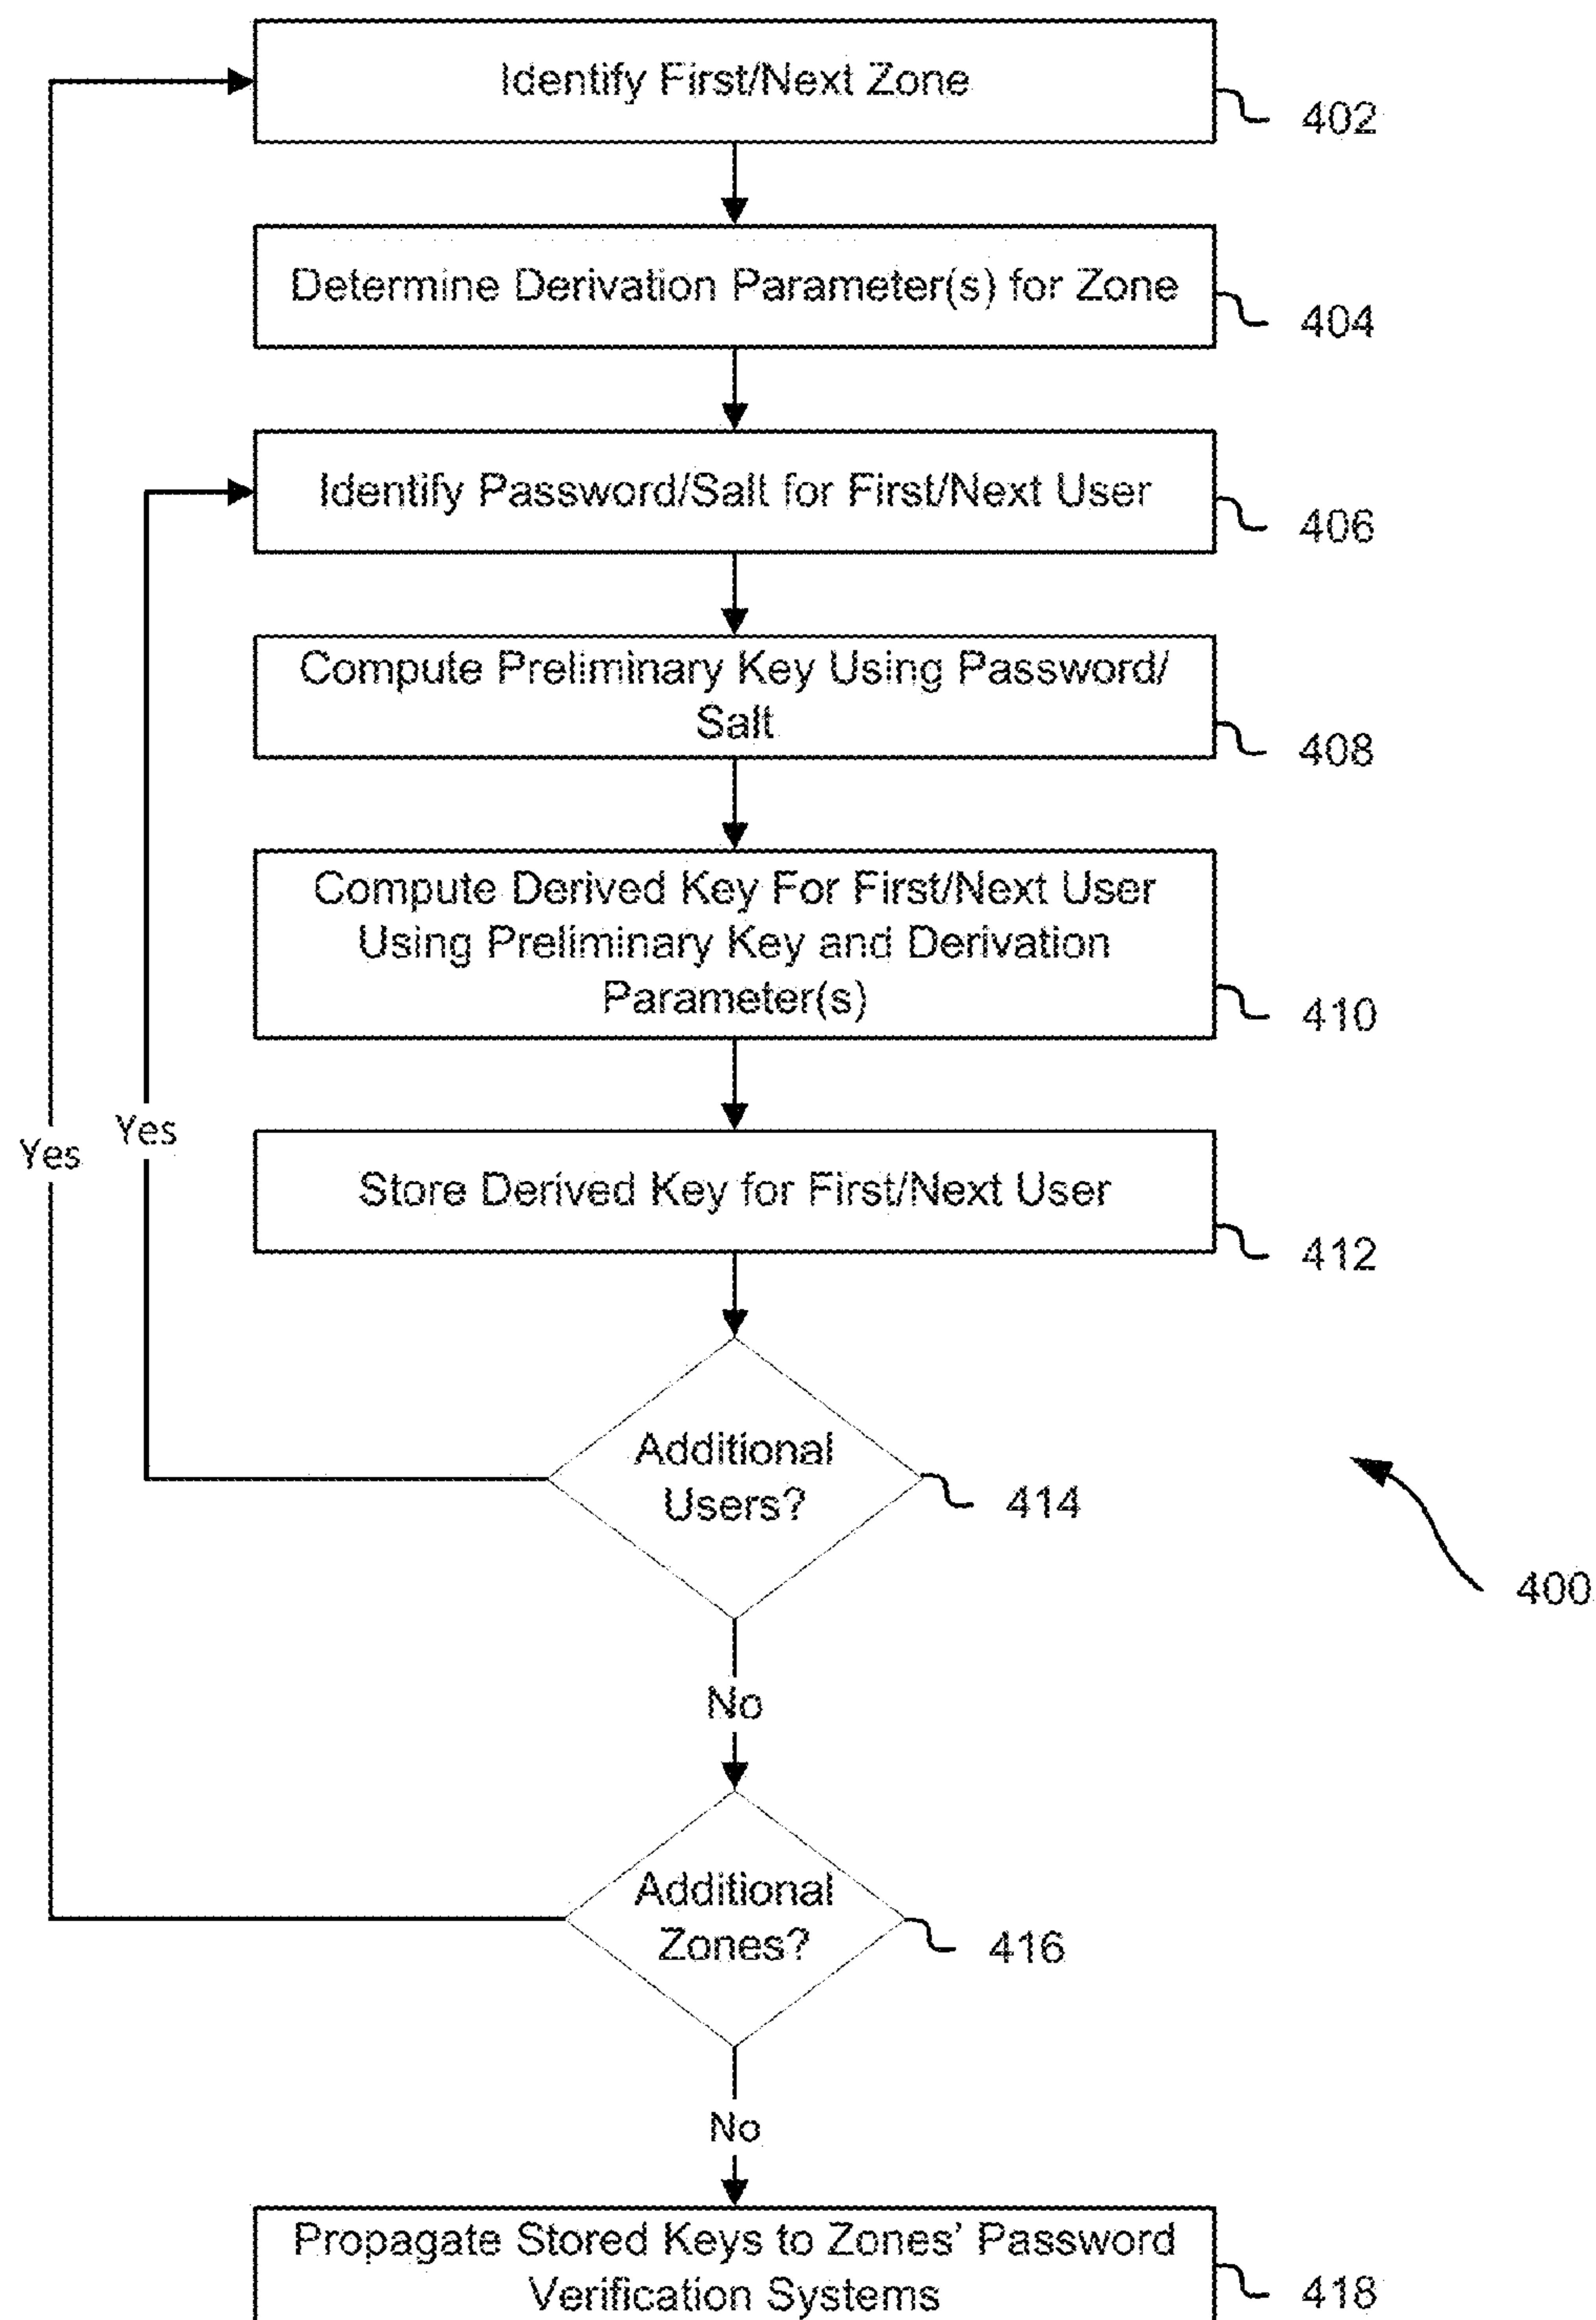 Identify First/Next Zone
402
Determine Derivation Parameter(s) for Zone
404
Identify Password/Salt for First/Next User
406
Compute Preliminary Key Using Password/
Salt
408
Compute Derived Key For First/Next User
Using Preliminary Key and Derivation
Parameter(s)
410
Yes
Yes
Store Derived Key for First/Next User
412
Additional
Users?
414
400
No
Additional
Zones?
416
No
Propagate Stored Keys to Zones' Password
Verification Systems
418